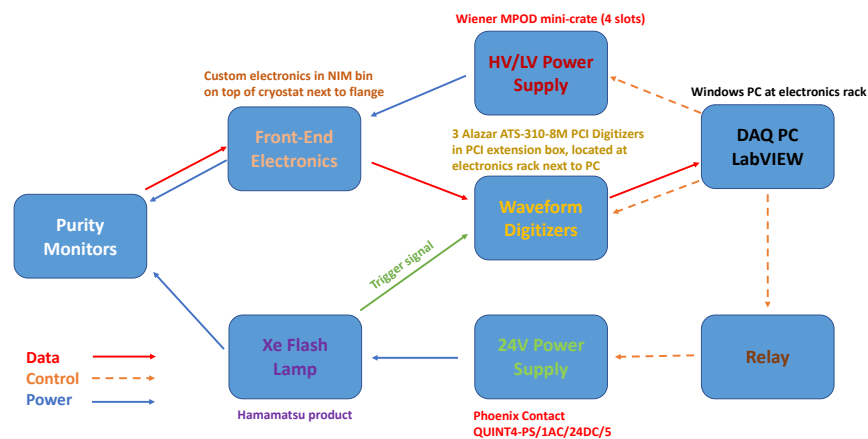 Wiener MPOD mini-crate (4 slots)
HV/LV Power
Supply
Custom electronics in NIM bin
on top of cryostat next to flange
Windows PC at electronics rack
Front-End
Electronics
3 Alazar ATS-310-8M PCI Digitizers
in PCI extension box, located at
electronics rack next to PC
DAQ PC
LabVIEW
Purity
Monitors
Waveform
Digitizers
Trigger signal
Xe Flash
Lamp
24V Power
Supply
Relay
Data
Control
Power
Hamamatsu product
Phoenix Contact
QUINT4-PS/1AC/24DC/5